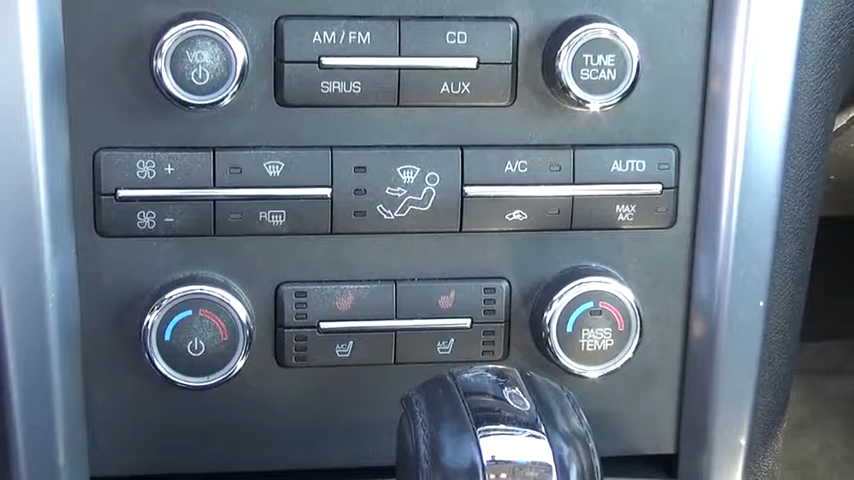 VOL
AM / FM
CD
TUNE
SCAN
SIRIUS
AUX
+
A/C
AUTO
−
R
MAX
A/C
A/C
A/C
PASS
TEMP